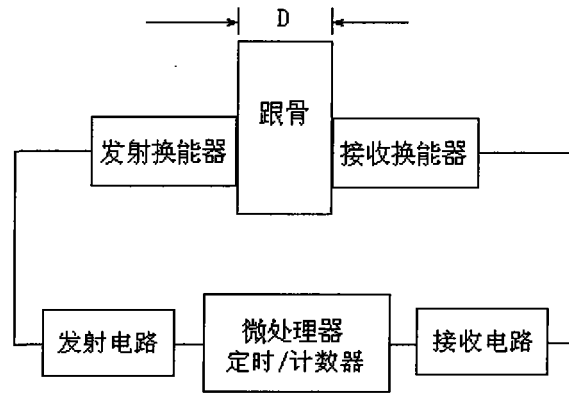 D
跟骨
发射换能器
接收换能器
发射电路
微处理器
定时/计数器
接收电路